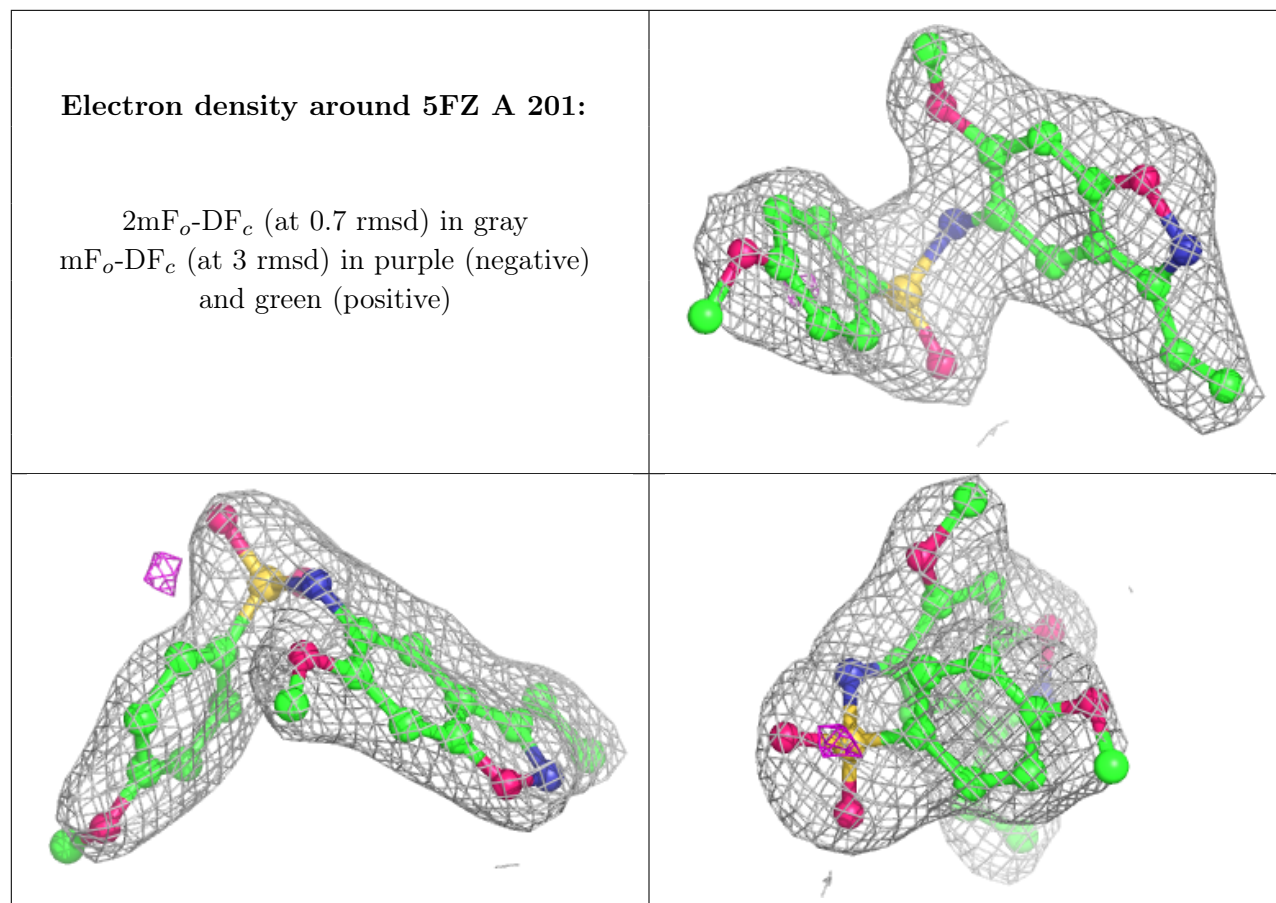 Electron density around 5FZ A 201:
2mFo-DFc (at 0.7 rmsd) in gray
mFo-DFc (at 3 rmsd) in purple (negative)
and green (positive)